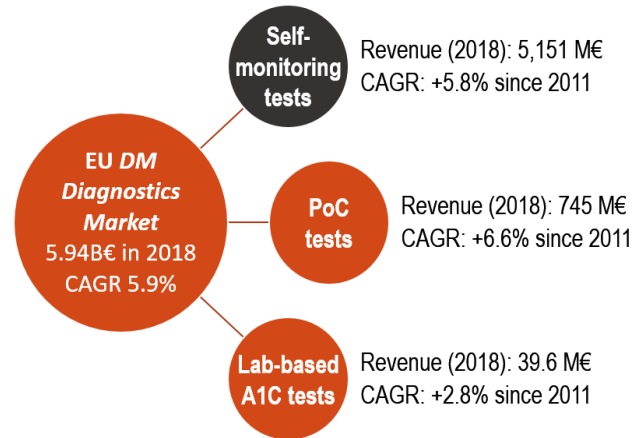 Self-
monitoring
tests
Revenue (2018): 5,151 M€
CAGR: +5.8% since 2011
EU DM
Diagnostics
Market
5.94B€ in 2018
CAGR 5.9%
PoC
tests
Revenue (2018): 745 M€
CAGR: +6.6% since 2011
Lab-based
A1C tests
Revenue (2018): 39.6 M€
CAGR: +2.8% since 2011